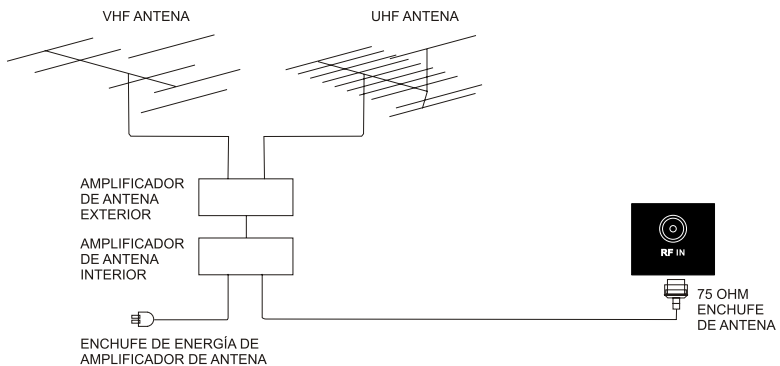 VHF ANTENA
UHF ANTENA
AMPLIFICADOR
DE ANTENA
EXTERIOR
AMPLIFICADOR
DE ANTENA
INTERIOR
RF IN
75 OHM
ENCHUFE
DE ANTENA
ENCHUFE DE ENERGÍA DE
AMPLIFICADOR DE ANTENA